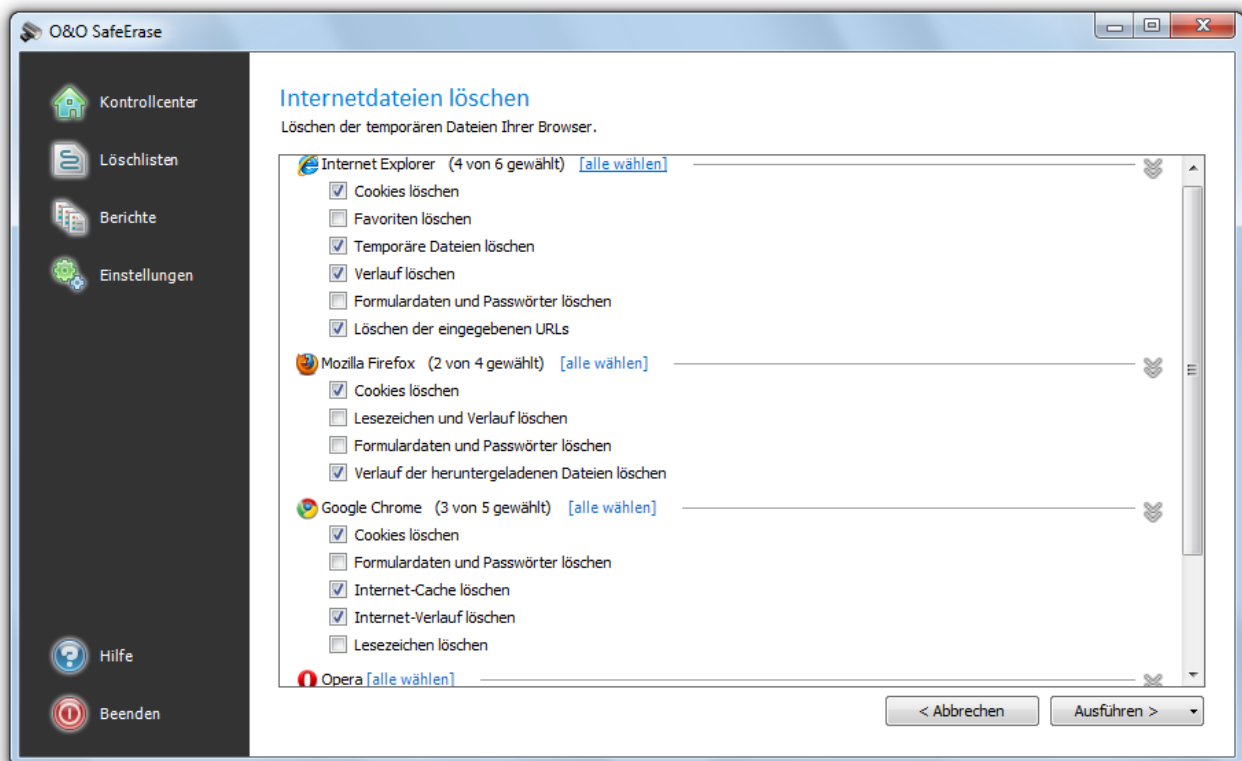 O&O SafeErase
Kontrollcenter
Löschlisten
Berichte
Einstellungen
Hilfe
Beenden
Internetdateien löschen
Löschen der temporären Dateien Ihrer Browser.
Internet Explorer (4 von 6 gewählt) [alle wählen]
Cookies löschen
Favoriten löschen
Temporäre Dateien löschen
Verlauf löschen
Formulardaten und Passwörter löschen
Löschen der eingegebenen URLs
Mozilla Firefox (2 von 4 gewählt) [alle wählen]
Cookies löschen
Lesezeichen und Verlauf löschen
Formulardaten und Passwörter löschen
Verlauf der heruntergeladenen Dateien löschen
Google Chrome (3 von 5 gewählt) [alle wählen]
Cookies löschen
Formulardaten und Passwörter löschen
Internet-Cache löschen
Internet-Verlauf löschen
Lesezeichen löschen
Opera [alle wählen]
< Abbrechen
Ausführen >